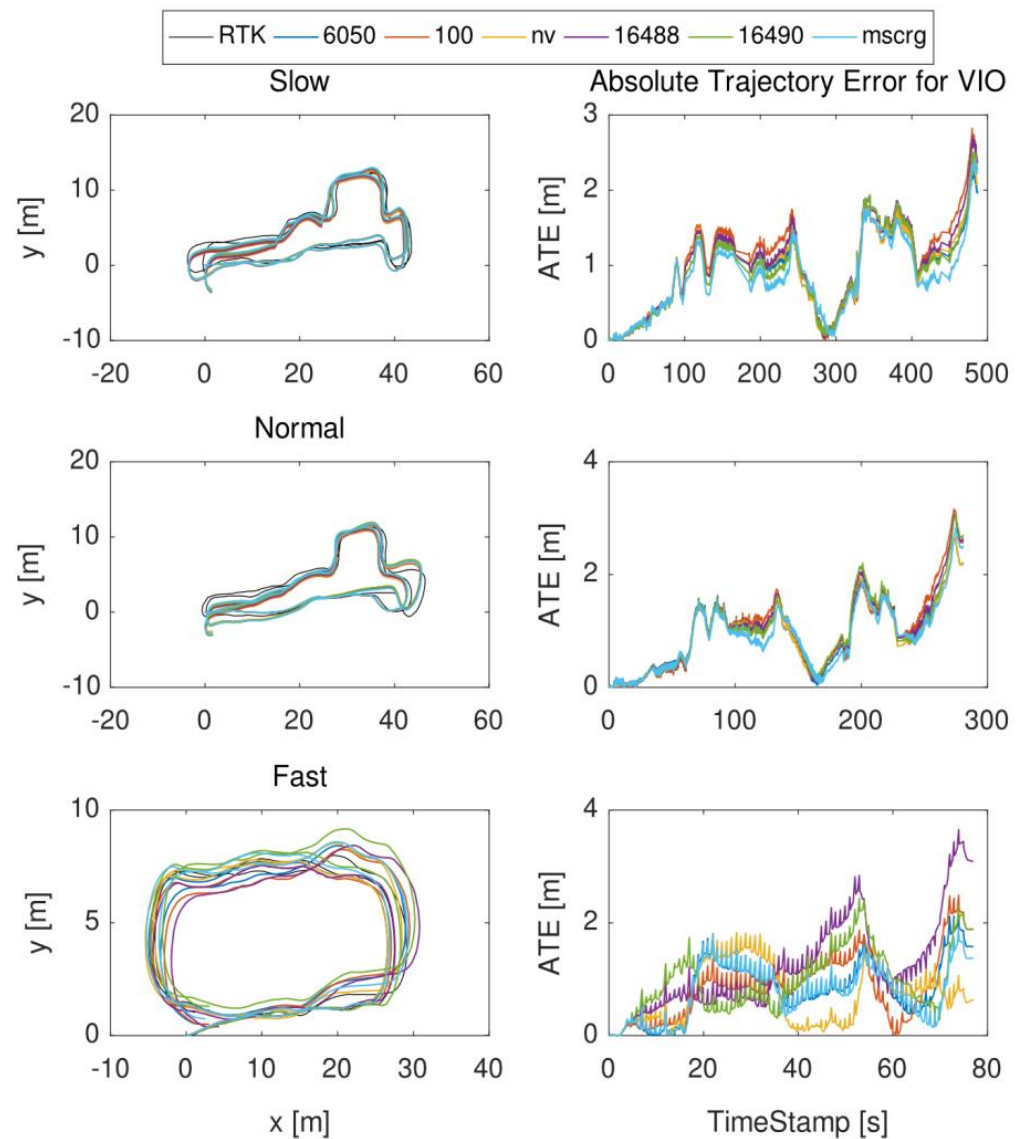 RTK 6050 100 nv 16488 16490 mscrg
Slow
Absolute Trajectory Error for VIO
20
10
0
-10
y [m]
-20 0 20 40 60
3
2
1
0
ATE [m]
0 100 200 300 400 500
Normal
20
10
0
-10
y [m]
-20 0 20 40 60
4
2
0
ATE [m]
0 100 200 300
Fast
10
5
0
y [m]
-10 0 10 20 30 40
x [m]
4
2
0
ATE [m]
0 20 40 60 80
TimeStamp [s]